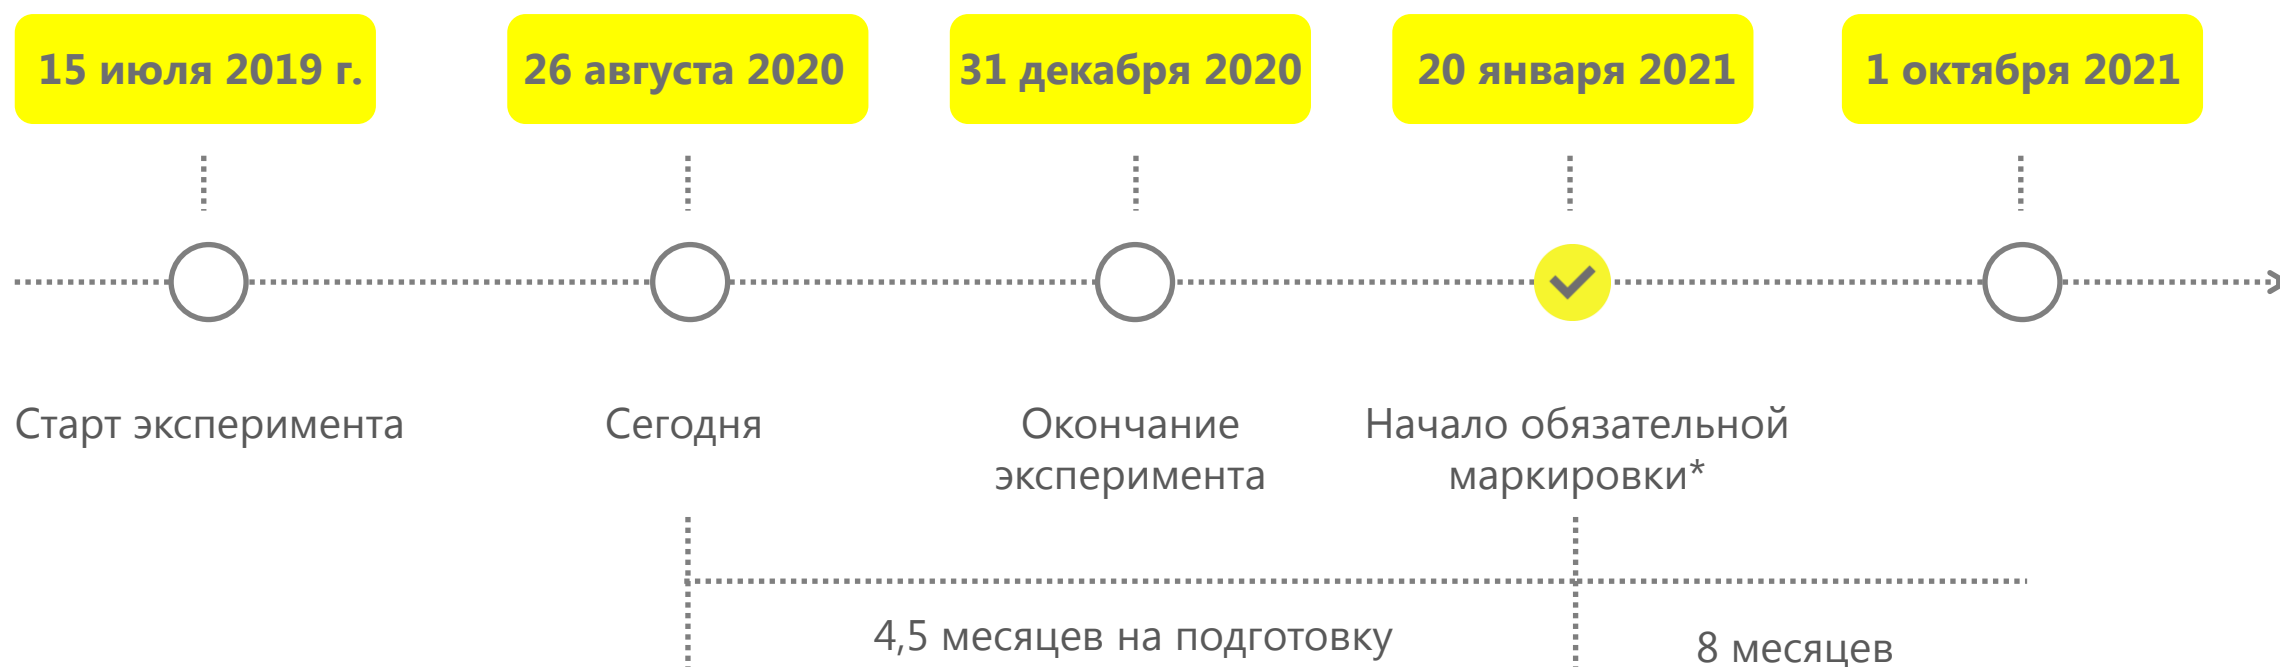 15 июля 2019 г.
26 августа 2020
31 декабря 2020
20 января 2021
1 октября 2021
Старт эксперимента
Сегодня
Окончание
эксперимента
Начало обязательной
маркировки*
4,5 месяцев на подготовку
8 месяцев